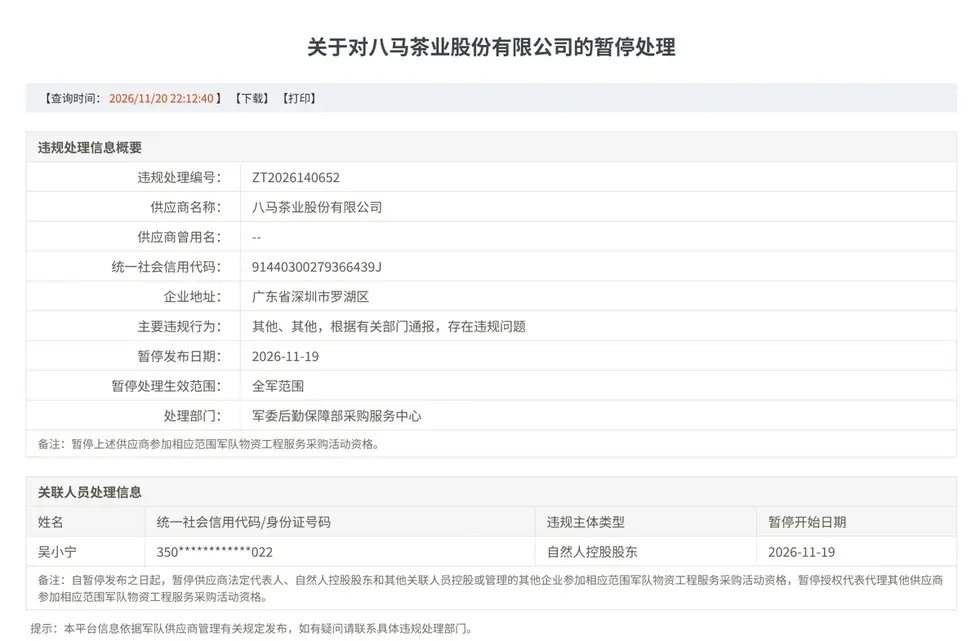 关于对八马茶业股份有限公司的暂停处理
【查询时间： 2026/11/20 22:12:40 】 【下载】 【打印】
违规处理信息概要
违规处理编号： ZT2026140652
供应商名称： 八马茶业股份有限公司
供应商曾用名： --
统一社会信用代码： 91440300279366439J
企业地址： 广东省深圳市罗湖区
主要违规行为： 其他、其他，根据有关部门通报，存在违规问题
暂停发布日期： 2026-11-19
暂停处理生效范围： 全军范围
处理部门： 军委后勤保障部采购服务中心
备注：暂停上述供应商参加相应范围军队物资工程服务采购活动资格。
关联人员处理信息
姓名 统一社会信用代码/身份证号码 违规主体类型 暂停开始日期
吴小宁 350************022 自然人控股股东 2026-11-19
备注：自暂停发布之日起，暂停供应商法定代表人、自然人控股股东和其他关联人员控股或管理的其他企业参加相应范围军队物资工程服务采购活动资格，暂停授权代表代理其他供应商
参加相应范围军队物资工程服务采购活动资格。
提示：本平台信息依据军队供应商管理有关规定发布，如有疑问请联系具体违规处理部门。